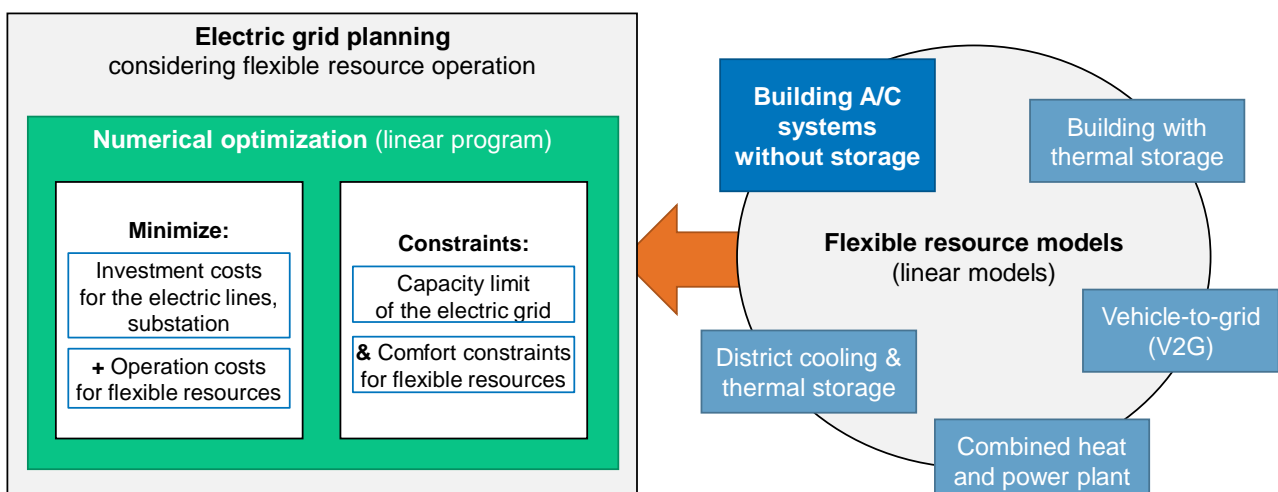 Electric grid planning
considering flexible resource operation
Numerical optimization (linear program)
Minimize:
Investment costs
for the electric lines,
substation
+ Operation costs
for flexible resources
Constraints:
Capacity limit
of the electric grid
& Comfort constraints
for flexible resources
Building A/C
systems
without storage
Building with
thermal storage
Flexible resource models
(linear models)
Vehicle-to-grid
(V2G)
District cooling &
thermal storage
Combined heat
and power plant